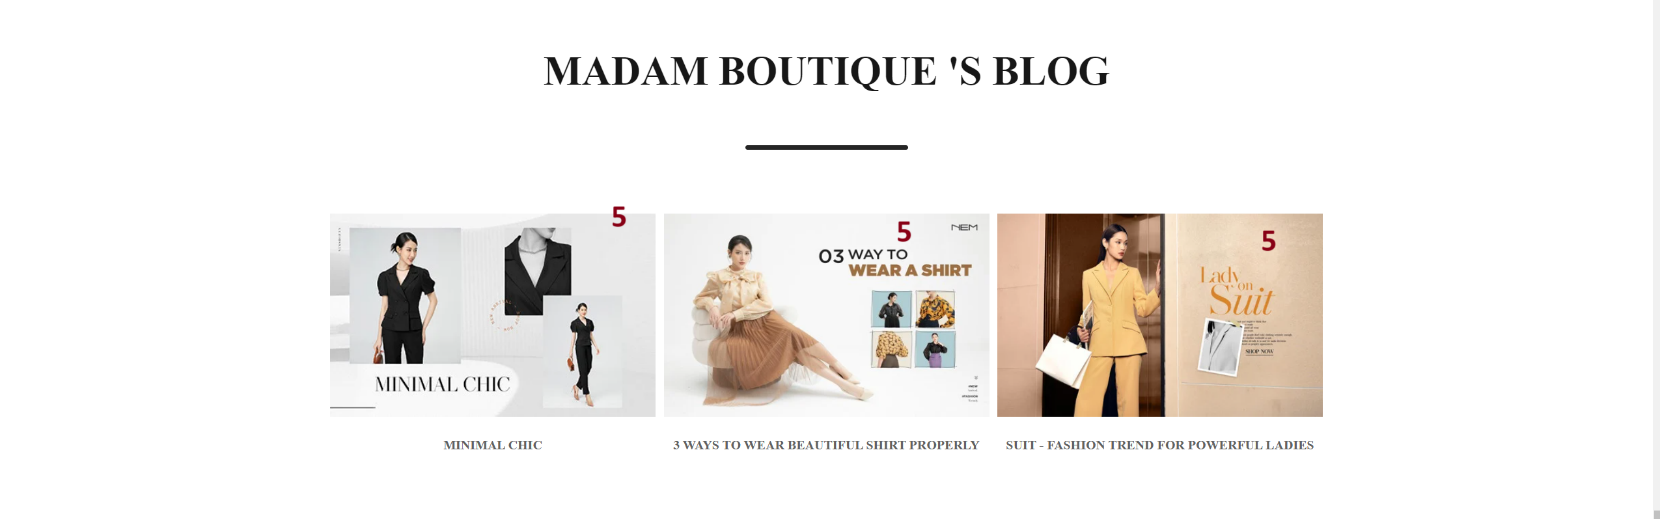 MADAM BOUTIQUE 'S BLOG
5
MINIMAL CHIC
5
NEM
03 WAY TO
WEAR A SHIRT
5
Lady
on
Suit
SHOP NOW
MINIMAL CHIC
3 WAYS TO WEAR BEAUTIFUL SHIRT PROPERLY
SUIT - FASHION TREND FOR POWERFUL LADIES